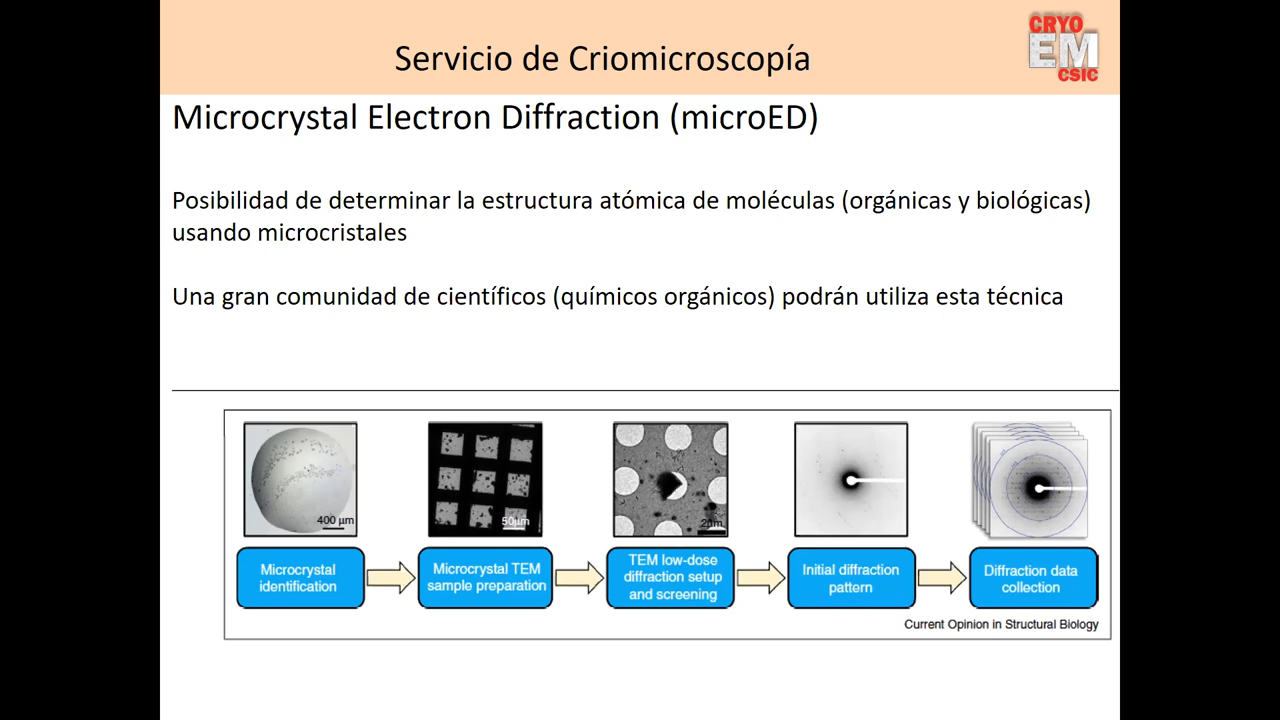 Servicio de Criomicroscopía
CRYO
EM
CSIC
Microcrystal Electron Diffraction (microED)
Posibilidad de determinar la estructura atómica de moléculas (orgánicas y biológicas)
usando microcristales
Una gran comunidad de científicos (químicos orgánicos) podrán utiliza esta técnica
400 µm
50µm
2µm
Microcrystal
identification
Microcrystal TEM
sample preparation
TEM low-dose
diffraction setup
and screening
Initial diffraction
pattern
Diffraction data
collection
Current Opinion in Structural Biology